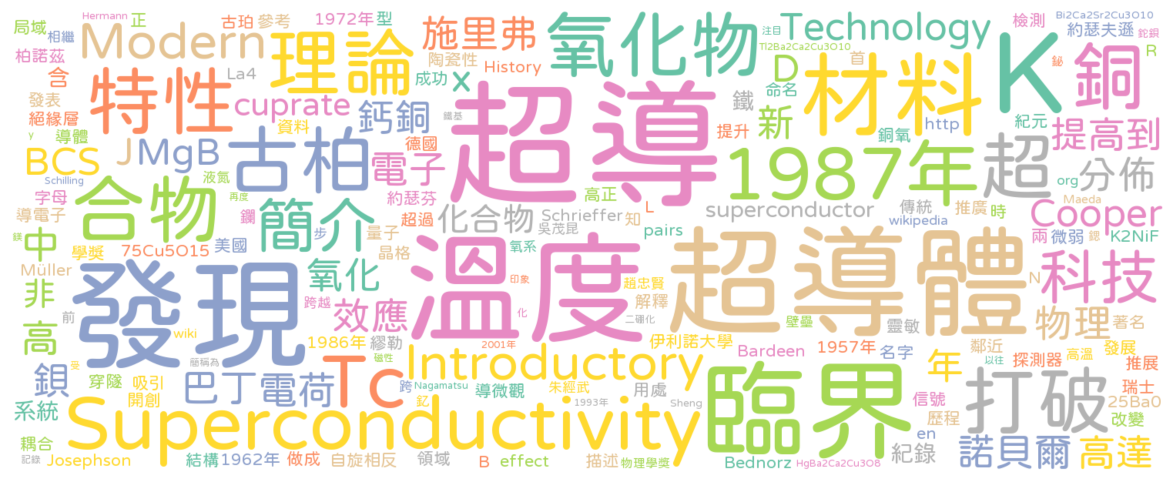 Hermann 正 1972年 型 古珀 參考 局域 相繼
柏諾茲 Modern 理論 施里弗 氧化物 Technology 注目 檢測 Bi2Ca2Sr2Cu3O10 約瑟夫遜 鉈鋇
含 La4 陶瓷性 成功 x History Tl2Ba2Ca2Cu3O10 D 首 命名 K 鉍 銅 R
發表 特性 cuprate 鈣銅 超導 鐵 材料 新 銅氧 http 紀元
絕緣層 資料 鐵基 提升 提高到
y 導體 德國 1987年 超
BCS JMgB 古柏 電子 分佈
Schilling 液氮 再度 org
字母 合物 簡介 鑭 約瑟芬 高正 L superconductor 傳統 推廣 時 Maeda Cooper
導電子 超過 化合物 Schrieffer 吳茂昆 知 pairs wikipedia
中 75Cu5O15 美國 步 量子 氧系 兩 微弱 鍶 K2NiF
鎂 學獎 晶格
Müller 非 發現 氧化 溫度 印象 趙忠賢 超導體 N 科技
前 跨越 解釋 化 二硼化
高 wiki 效應 壁壘 靈敏 物理 著名
1986年 繆勒 2001年 伊利諾大學 1957年 名字 鄰近 發展
受 簡稱為 磁性 Introductory Bardeen 年 探測器 高溫 以往 推展
鋇 穿隧 吸引 巴丁 電荷 Tc 跨 Nagamatsu 導微觀 朱經武 用處 臨界 打破 瑞士
開創 釔 1993年 Sheng 信號 25Ba0
系統 Superconductivity 歷程 改變
耦合 en
記錄 Josephson 結構 1962年 做成 自旋相反 領域 B effect 描述 物理學獎 Bednorz HgBa2Ca2Cu3O8 紀錄 諾貝爾 高達